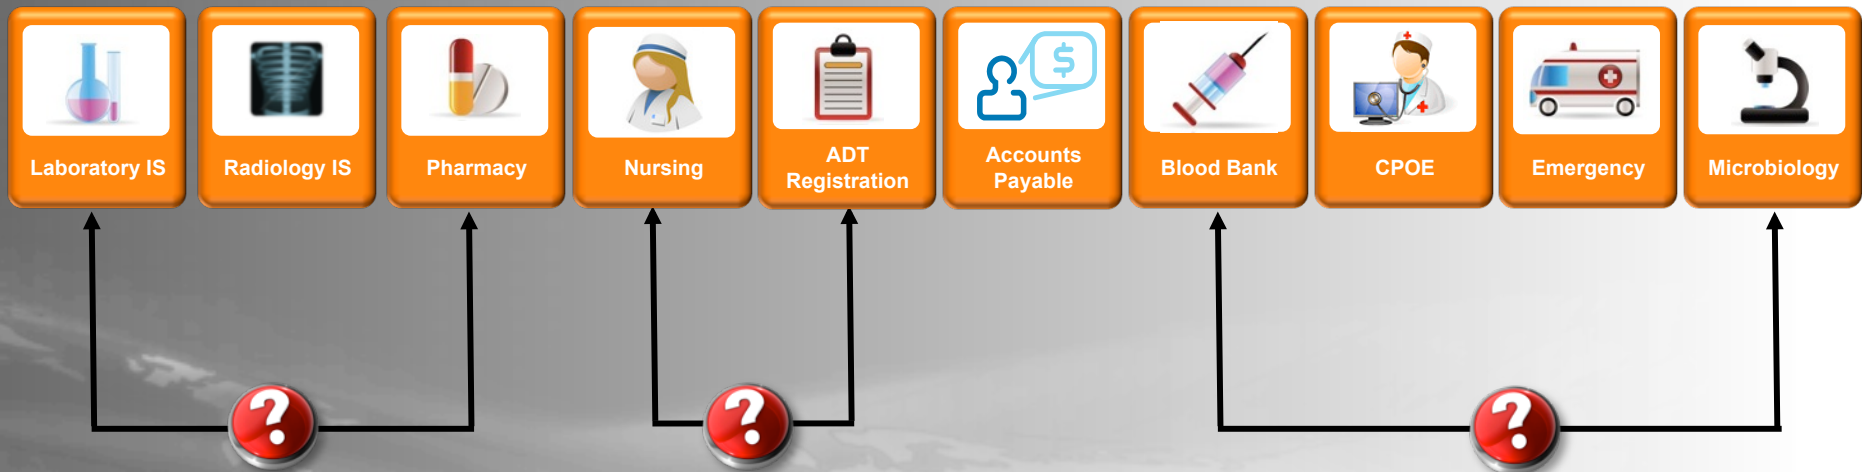 Laboratory IS
Radiology IS
Pharmacy
Nursing
ADT
Registration
Accounts
Payable
$
Blood Bank
CPOE
Emergency
Microbiology
?
?
?